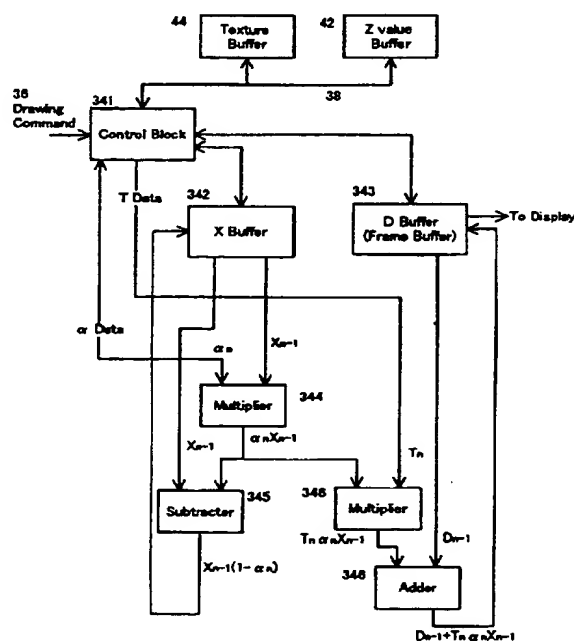 44
Texture
Buffer
42
Z value
Buffer
38
36
Drawing
Command
341
Control Block
T Data
342
X Buffer
343
D Buffer
(Frame Buffer)
To Display
α Data
αn
Xn-1
Multiplier
344
Xn-1
αnXn-1
Tn
345
Subtracter
348
Multiplier
Tn αnXn-1
Dn-1
Xn-1(1-αn)
346
Adder
Dn-1+Tn αnXn-1